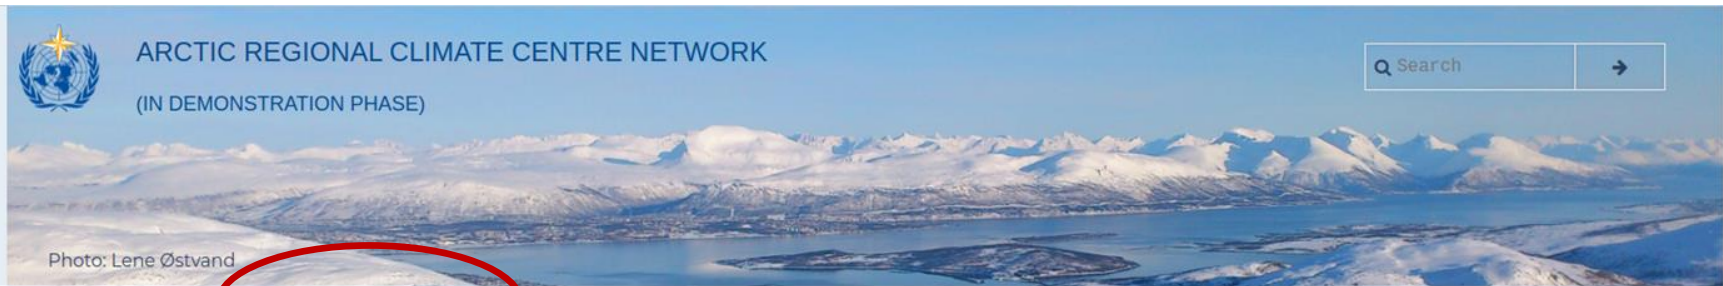 ARCTIC REGIONAL CLIMATE CENTRE NETWORK
Search
(IN DEMONSTRATION PHASE)
Photo: Lene Østvand